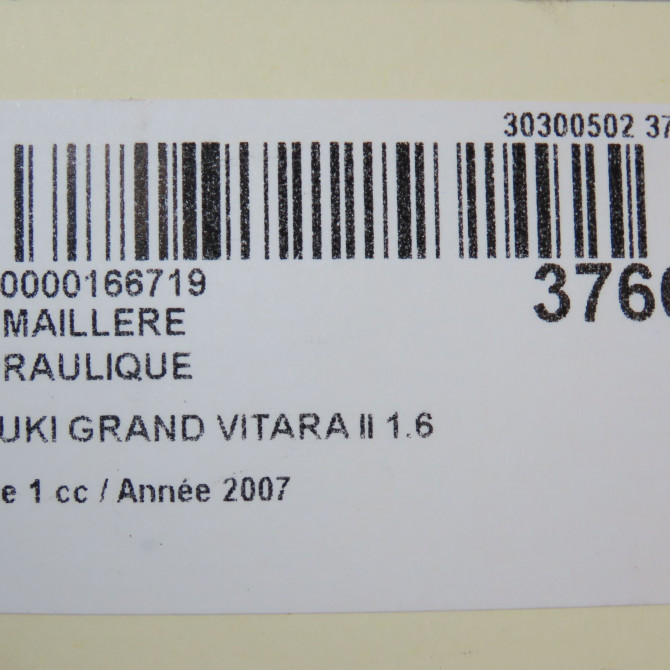 30300502 37
0000166719
3760
MAILLERE
RAULIQUE
UKI GRAND VITARA II 1.6
e 1 cc / Année 2007